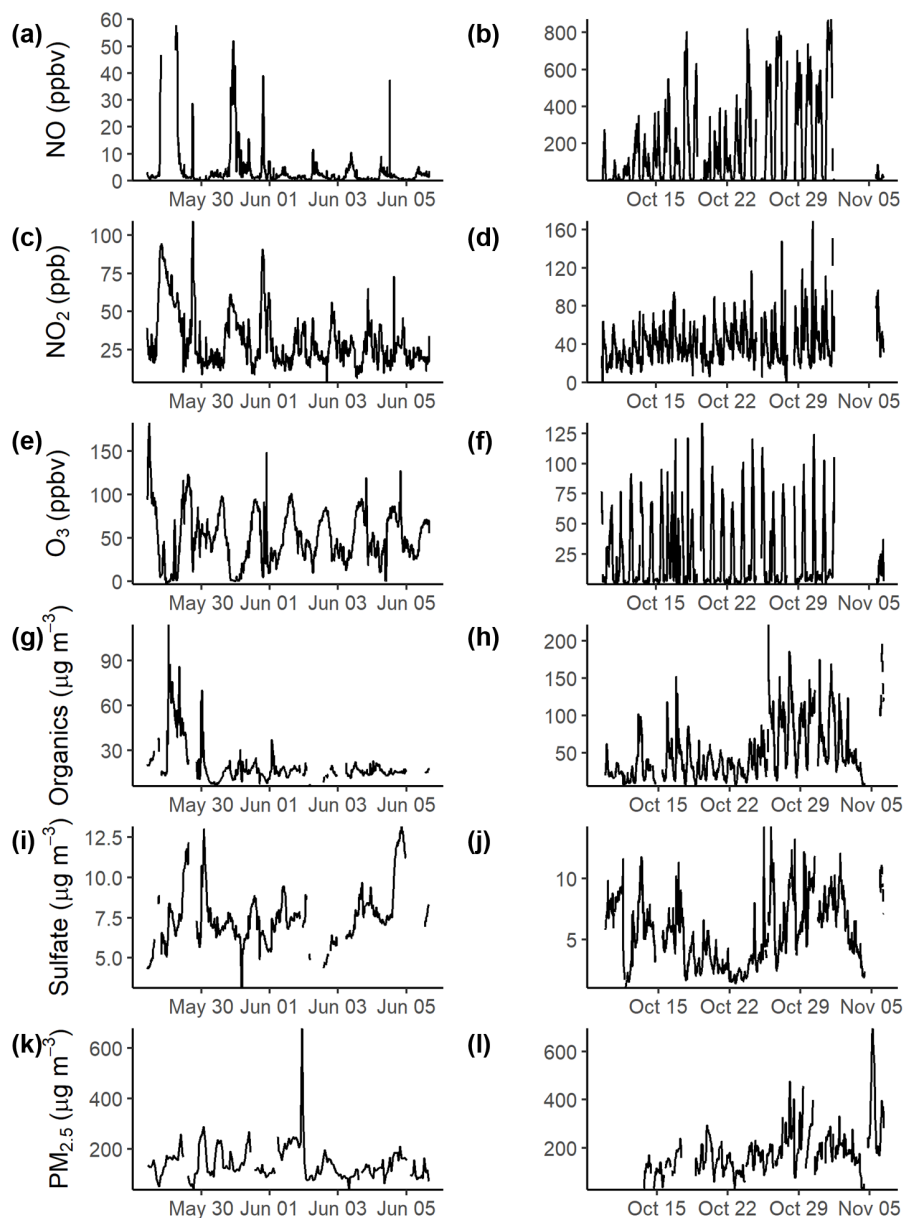 (a)
NO (ppbv)
60
50
40
30
20
10
0
May 30 Jun 01 Jun 03 Jun 05
(b)
800
600
400
200
Oct 15 Oct 22 Oct 29 Nov 05
(c)
NO₂ (ppb)
100
75
50
25
May 30 Jun 01 Jun 03 Jun 05
(d)
160
120
80
40
0
Oct 15 Oct 22 Oct 29 Nov 05
(e)
O₃ (ppbv)
150
100
50
0
May 30 Jun 01 Jun 03 Jun 05
(f)
125
100
75
50
25
Oct 15 Oct 22 Oct 29 Nov 05
(g)
Organics (μg m⁻³)
90
60
30
May 30 Jun 01 Jun 03 Jun 05
(h)
200
150
100
50
Oct 15 Oct 22 Oct 29 Nov 05
(i)
Sulfate (μg m⁻³)
12.5
10.0
7.5
5.0
May 30 Jun 01 Jun 03 Jun 05
(j)
10
5
Oct 15 Oct 22 Oct 29 Nov 05
(k)
PM₂.₅ (μg m⁻³)
600
400
200
May 30 Jun 01 Jun 03 Jun 05
(l)
600
400
200
Oct 15 Oct 22 Oct 29 Nov 05